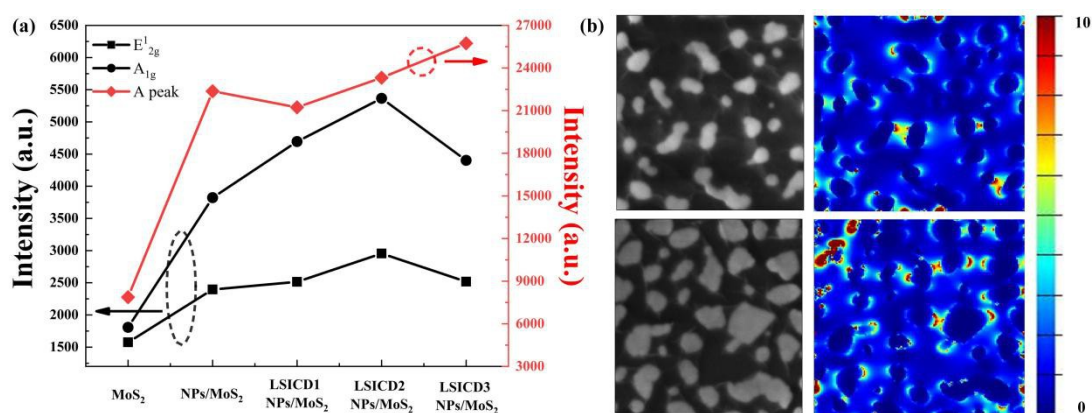 (a)
Intensity (a.u.)
6500
6000
5500
5000
4500
4000
3500
3000
2500
2000
1500
E¹₂g
A₁g
A peak
27000
24000
21000
18000
15000
12000
9000
6000
3000
Intensity (a.u.)
MoS₂
NPs/MoS₂
LSICD1
NPs/MoS₂
LSICD2
NPs/MoS₂
LSICD3
NPs/MoS₂
(b)
10
0